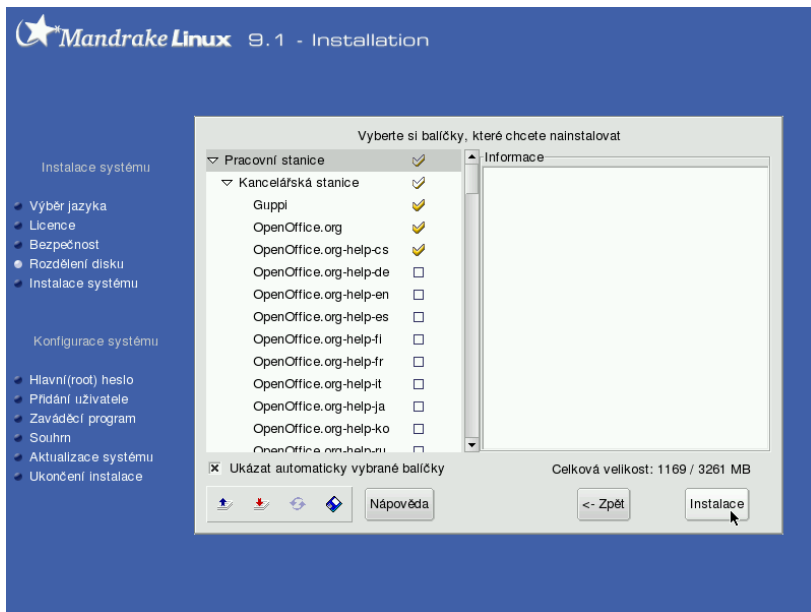 Mandrake Linux 9.1 - Installation
Instalace systému
Výběr jazyka
Licence
Bezpečnost
Rozdělení disku
Instalace systému
Konfigurace systému
Hlavní(root) heslo
Přidání uživatele
Zaváděcí program
Souhrn
Aktualizace systému
Ukončení instalace
Vyberte si balíčky, které chcete nainstalovat
Pracovní stanice
Kancelářská stanice
Guppi
OpenOffice.org
OpenOffice.org-help-cs
OpenOffice.org-help-de
OpenOffice.org-help-en
OpenOffice.org-help-es
OpenOffice.org-help-fi
OpenOffice.org-help-fr
OpenOffice.org-help-it
OpenOffice.org-help-ja
OpenOffice.org-help-ko
OpenOffice.org-help-ru
Informace
Ukázat automaticky vybrané balíčky
Celková velikost: 1169 / 3261 MB
Nápověda
<- Zpět
Instalace